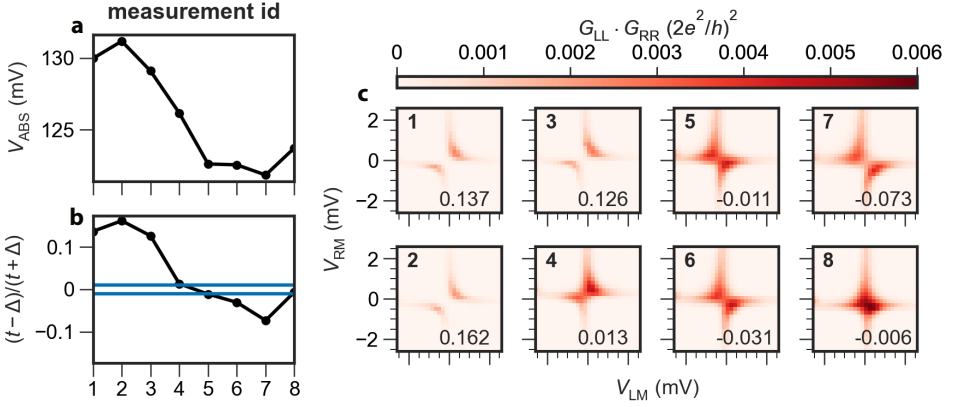 measurement id
a
V_ABS (mV)
130
125
b
(t − Δ)/(t + Δ)
0.1
0
−0.1
1 2 3 4 5 6 7 8
G_LL · G_RR (2e²/h)²
0 0.001 0.002 0.003 0.004 0.005 0.006
c
V_RM (mV)
2
0
−2
1
0.137
3
0.126
5
-0.011
7
-0.073
2
0
−2
2
0.162
4
0.013
6
-0.031
8
-0.006
V_LM (mV)